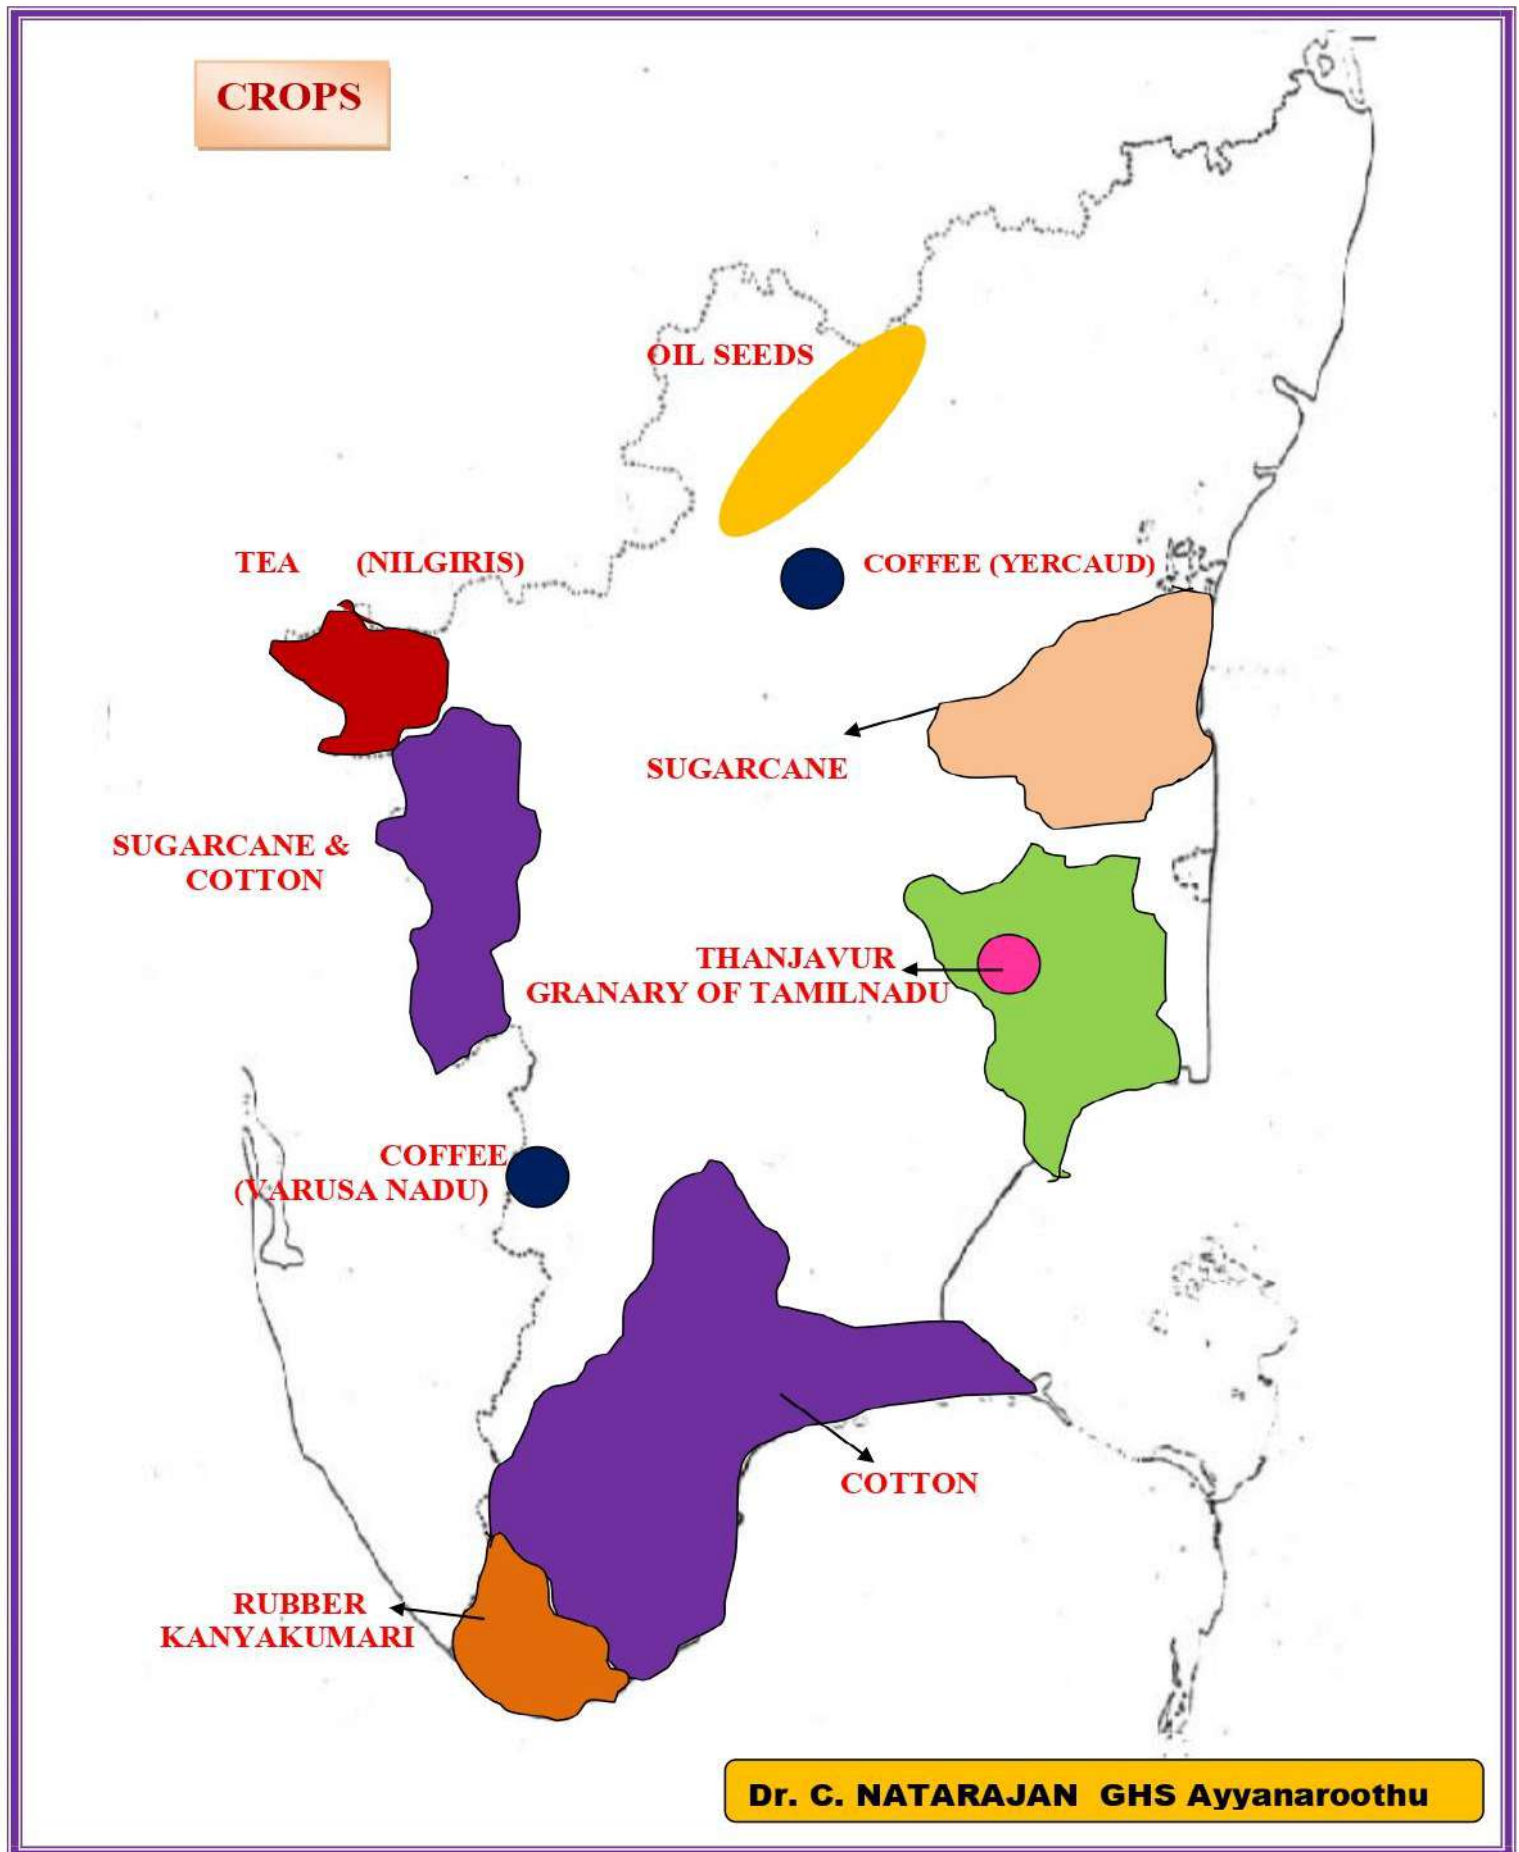 CROPS
OIL SEEDS
TEA (NILGIRIS)
COFFEE (YERCAUD)
SUGARCANE
SUGARCANE &
COTTON
THANJAVUR
GRANARY OF TAMILNADU
COFFEE
(VARUSA NADU)
COTTON
RUBBER
KANYAKUMARI
Dr. C. NATARAJAN GHS Ayyanaroothu